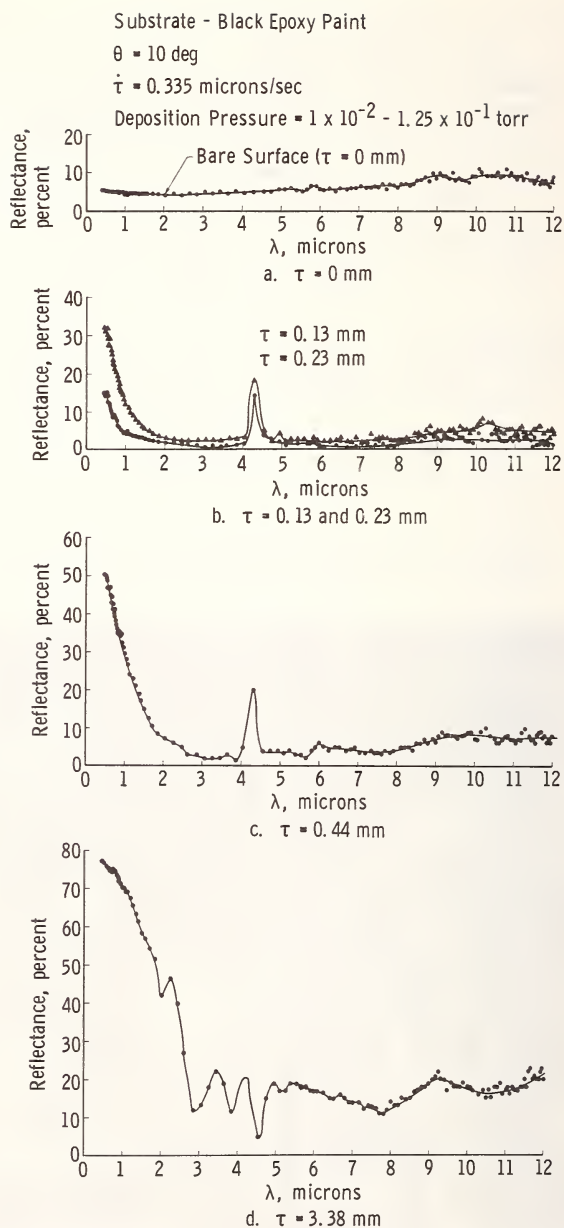 Substrate - Black Epoxy Paint
θ = 10 deg
τ̇ = 0.335 microns/sec
Deposition Pressure = 1 x 10⁻² - 1.25 x 10⁻¹ torr
Reflectance, percent
20
10
0
Bare Surface (τ = 0 mm)
1 2 3 4 5 6 7 8 9 10 11 12
λ, microns
a. τ = 0 mm
Reflectance, percent
40
30
20
10
0
τ = 0.13 mm
τ = 0.23 mm
0 1 2 3 4 5 6 7 8 9 10 11 12
λ, microns
b. τ = 0.13 and 0.23 mm
Reflectance, percent
60
50
40
30
20
10
0
0 1 2 3 4 5 6 7 8 9 10 11 12
λ, microns
c. τ = 0.44 mm
Reflectance, percent
80
70
60
50
40
30
20
10
0
0 1 2 3 4 5 6 7 8 9 10 11 12
λ, microns
d. τ = 3.38 mm